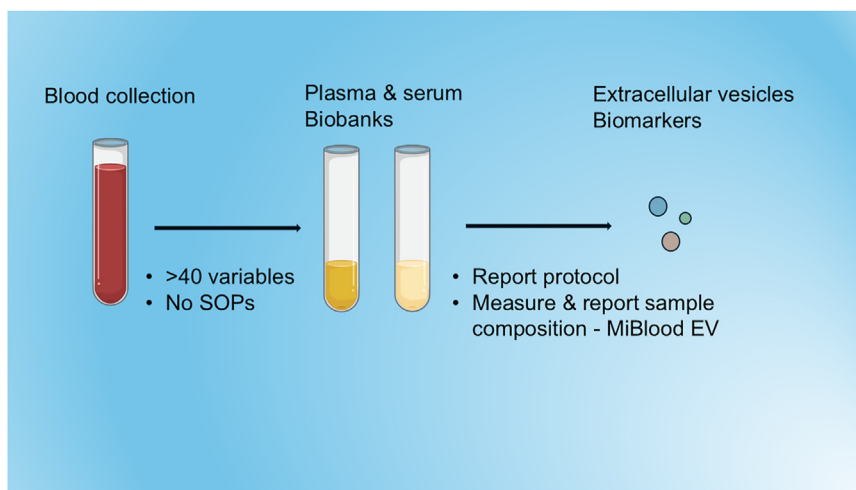 Blood collection
Plasma & serum
Biobanks
Extracellular vesicles
Biomarkers
• >40 variables
• No SOPs
• Report protocol
• Measure & report sample
composition - MiBlood EV